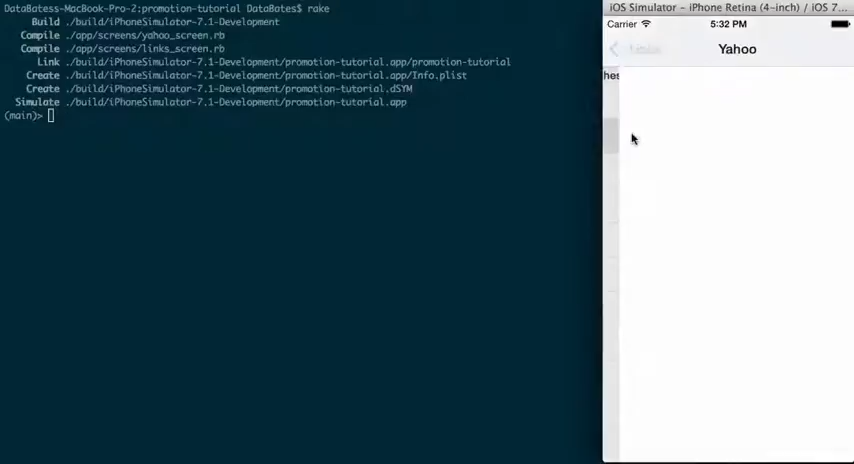 DataBatess-MacBook-Pro-2:promotion-tutorial DataBates$ rake
Build ./build/iPhoneSimulator-7.1-Development
Compile ./app/screens/yahoo_screen.rb
Compile ./app/screens/links_screen.rb
Link ./build/iPhoneSimulator-7.1-Development/promotion-tutorial.app/promotion-tutorial
Create ./build/iPhoneSimulator-7.1-Development/promotion-tutorial.app/Info.plist
Create ./build/iPhoneSimulator-7.1-Development/promotion-tutorial.dSYM
Simulate ./build/iPhoneSimulator-7.1-Development/promotion-tutorial.app
(main)>
iOS Simulator - iPhone Retina (4-inch) / iOS 7...
Carrier 5:32 PM
Yahoo
hes